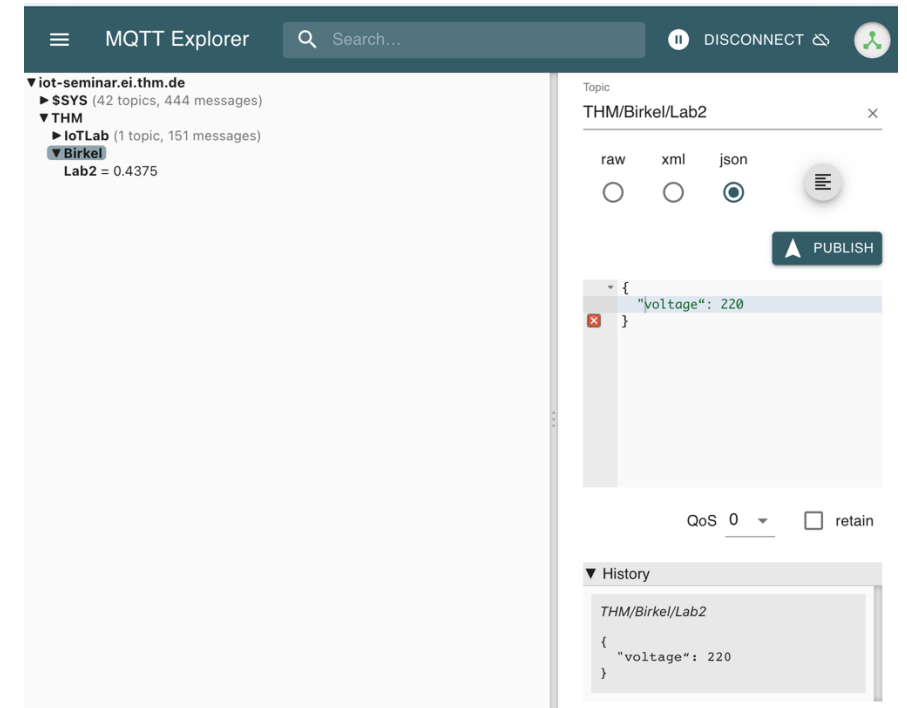 MQTT Explorer
Search...
DISCONNECT
iot-seminar.ei.thm.de
$SYS (42 topics, 444 messages)
THM
IoTLab (1 topic, 151 messages)
Birkel
Lab2 = 0.4375
Topic
THM/Birkel/Lab2
raw xml json
PUBLISH
{
"voltage“: 220
}
QoS 0 retain
History
THM/Birkel/Lab2
{
"voltage“: 220
}